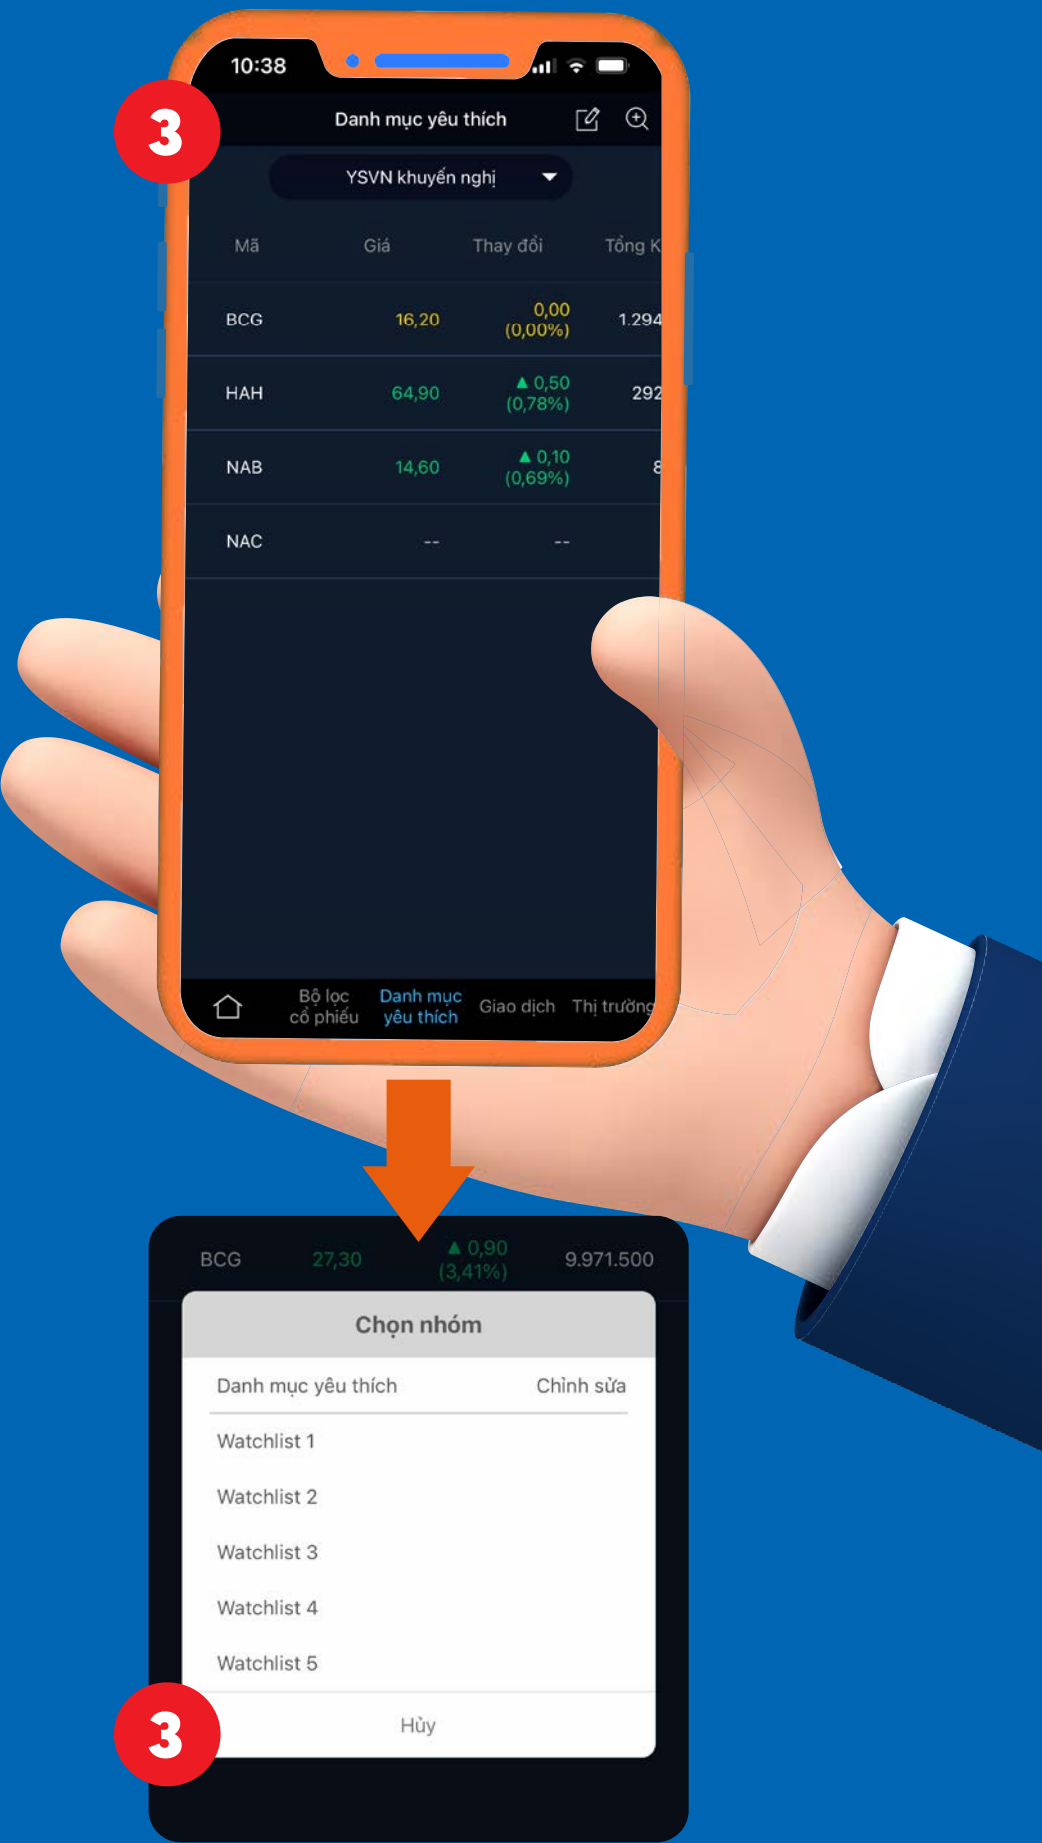 10:38
3
Danh mục yêu thích
YSVN khuyến nghị
Mã Giá Thay đổi Tổng K
BCG 16,20 0,00 (0,00%) 1.294
HAH 64,90 ▲ 0,50 (0,78%) 292
NAB 14,60 ▲ 0,10 (0,69%) 8
NAC -- --
Bộ lọc cổ phiếu
Danh mục yêu thích
Giao dịch
Thị trường
BCG 27,30 ▲ 0,90 (3,41%) 9.971.500
Chọn nhóm
Danh mục yêu thích Chỉnh sửa
Watchlist 1
Watchlist 2
Watchlist 3
Watchlist 4
Watchlist 5
Hủy
3